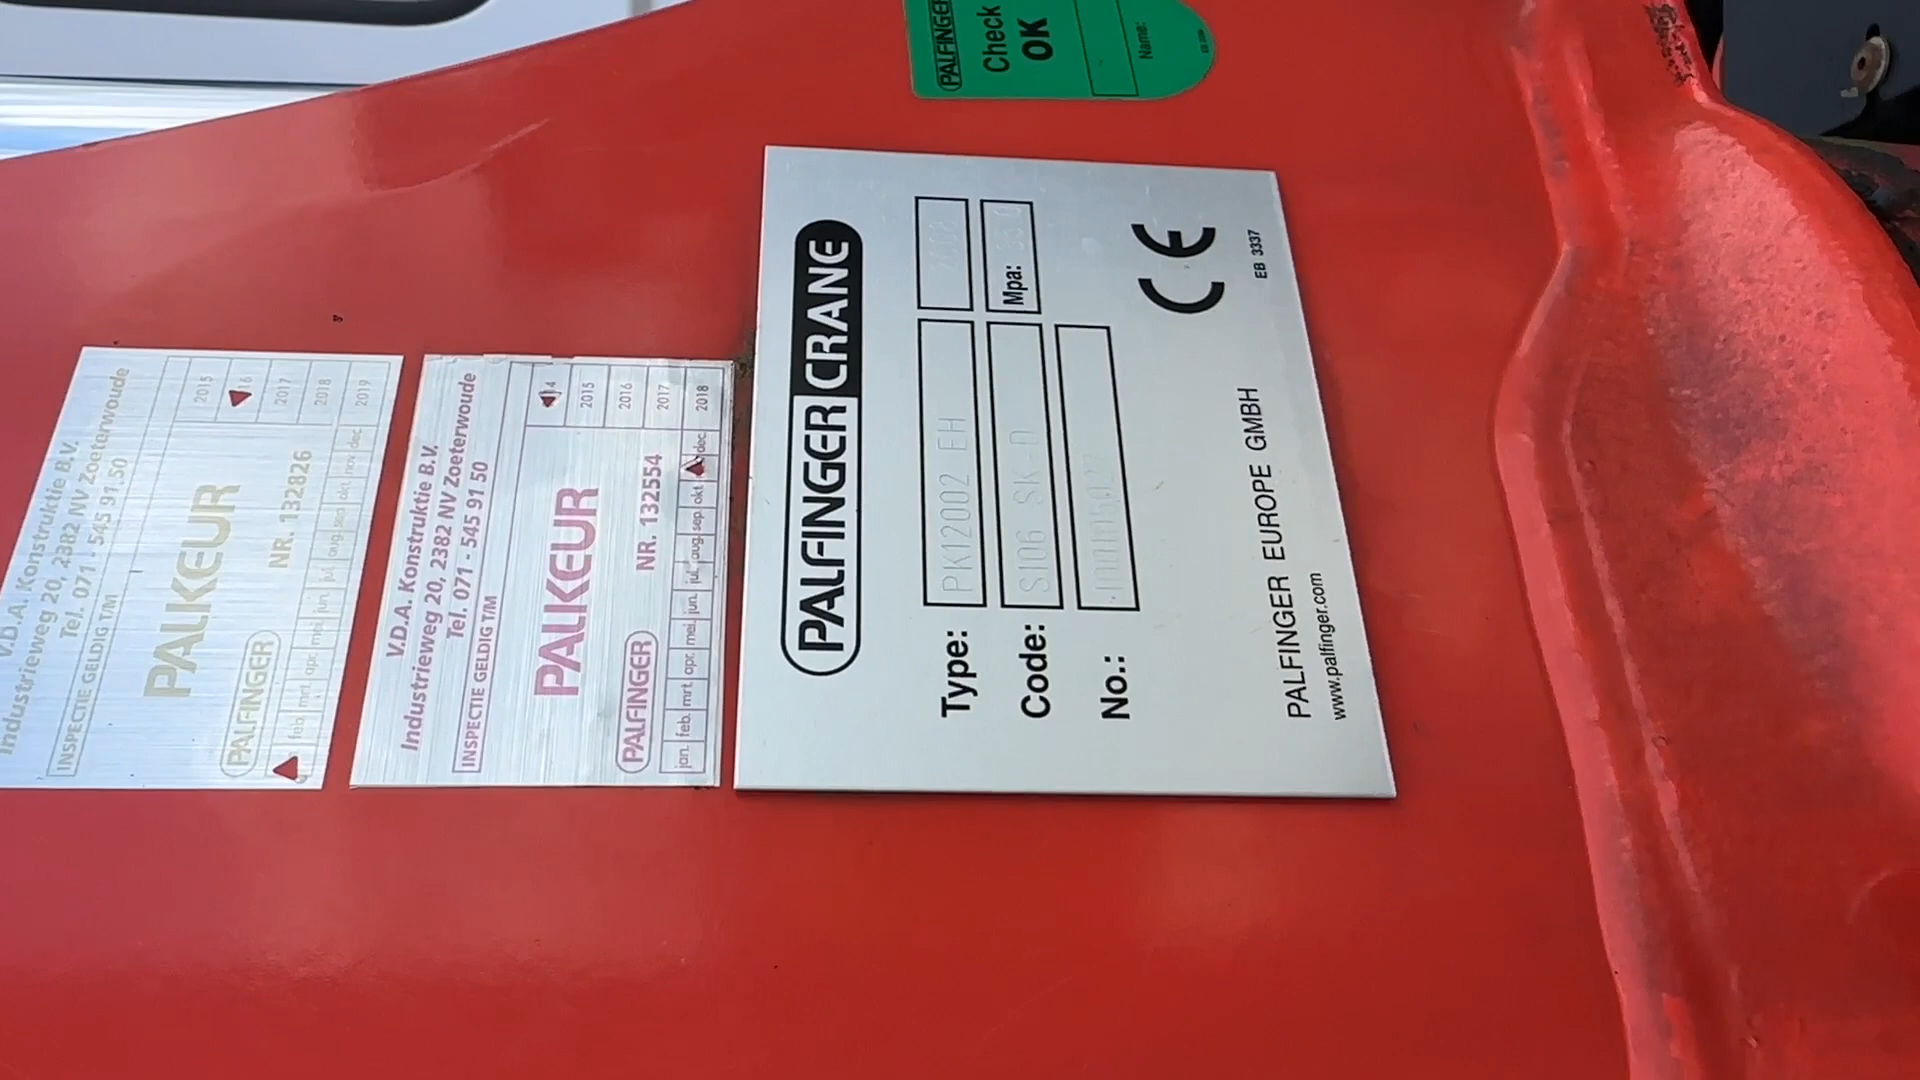 V.D.A. Konstruktie B.V.
Industrieweg 20, 2382 NV Zoeterwoude
Tel. 071 - 545 91 50
INSPECTIE GELDIG T/M
PALKEUR
PALFINGER NR. 132826
2015
16
2017
2018
2019
feb. mrt. apr. mei. jun. jul. aug. sep. okt. nov. dec.
V.D.A. Konstruktie B.V.
Industrieweg 20, 2382 NV Zoeterwoude
Tel. 071 - 545 91 50
INSPECTIE GELDIG T/M
PALKEUR
PALFINGER NR. 132554
2015
2016
2017
2018
jan. feb. mrt. apr. mei. jun. jul. aug. sep. okt. dec.
PALFINGER CRANE
Type: PK12002 EH
Code: S106 SK-D Mpa:
No.:
CE
PALFINGER EUROPE GMBH
www.palfinger.com
EB 3337
PALFINGER
Check
OK
Name: